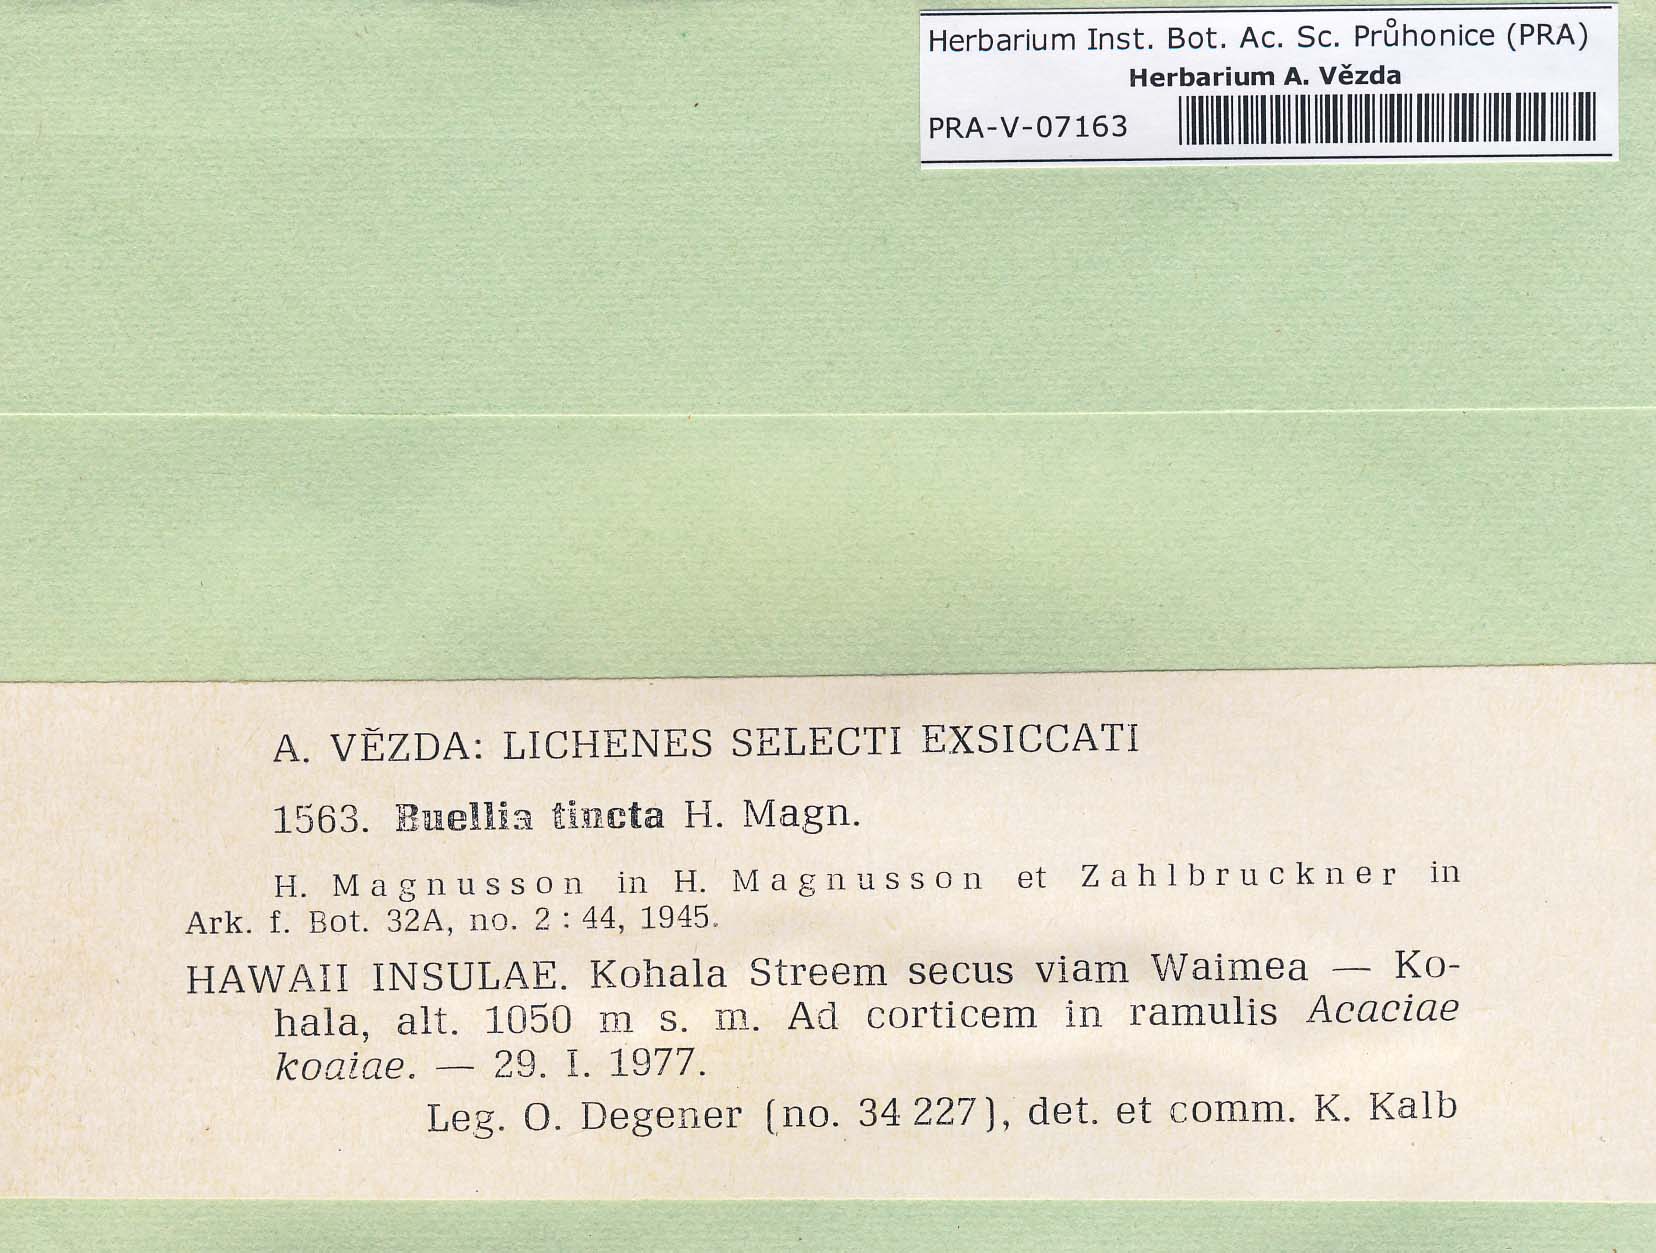 Herbarium Inst. Bot. Ac. Sc. Průhonice (PRA)
Herbarium A. Vězda
PRA-V-07163
A. VĚZDA: LICHENES SELECTI EXSICCATI
1563. Buellia tincta H. Magn.
H. Magnusson in H. Magnusson et Zahlbruckner in
Ark. f. Bot. 32A, no. 2 : 44, 1945.
HAWAII INSULAE. Kohala Streem secus viam Waimea — Ko-
hala, alt. 1050 m s. m. Ad corticem in ramulis Acaciae
koaiae. — 29. I. 1977.
Leg. O. Degener (no. 34 227), det. et comm. K. Kalb